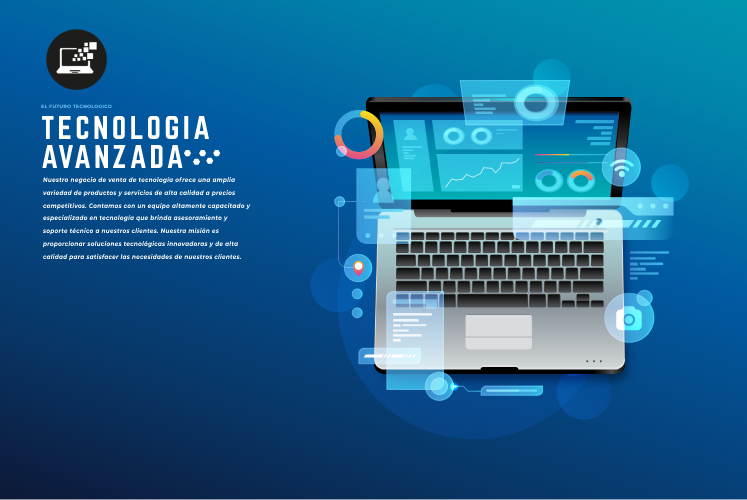 EL FUTURO TECNOLOGICO
TECNOLOGIA
AVANZADA
Nuestro negocio de venta de tecnología ofrece una amplia
variedad de productos y servicios de alta calidad a precios
competitivos. Contamos con un equipo altamente capacitado y
especializado en tecnología que brinda asesoramiento y
soporte técnico a nuestros clientes. Nuestra misión es
proporcionar soluciones tecnológicas innovadoras y de alta
calidad para satisfacer las necesidades de nuestros clientes.